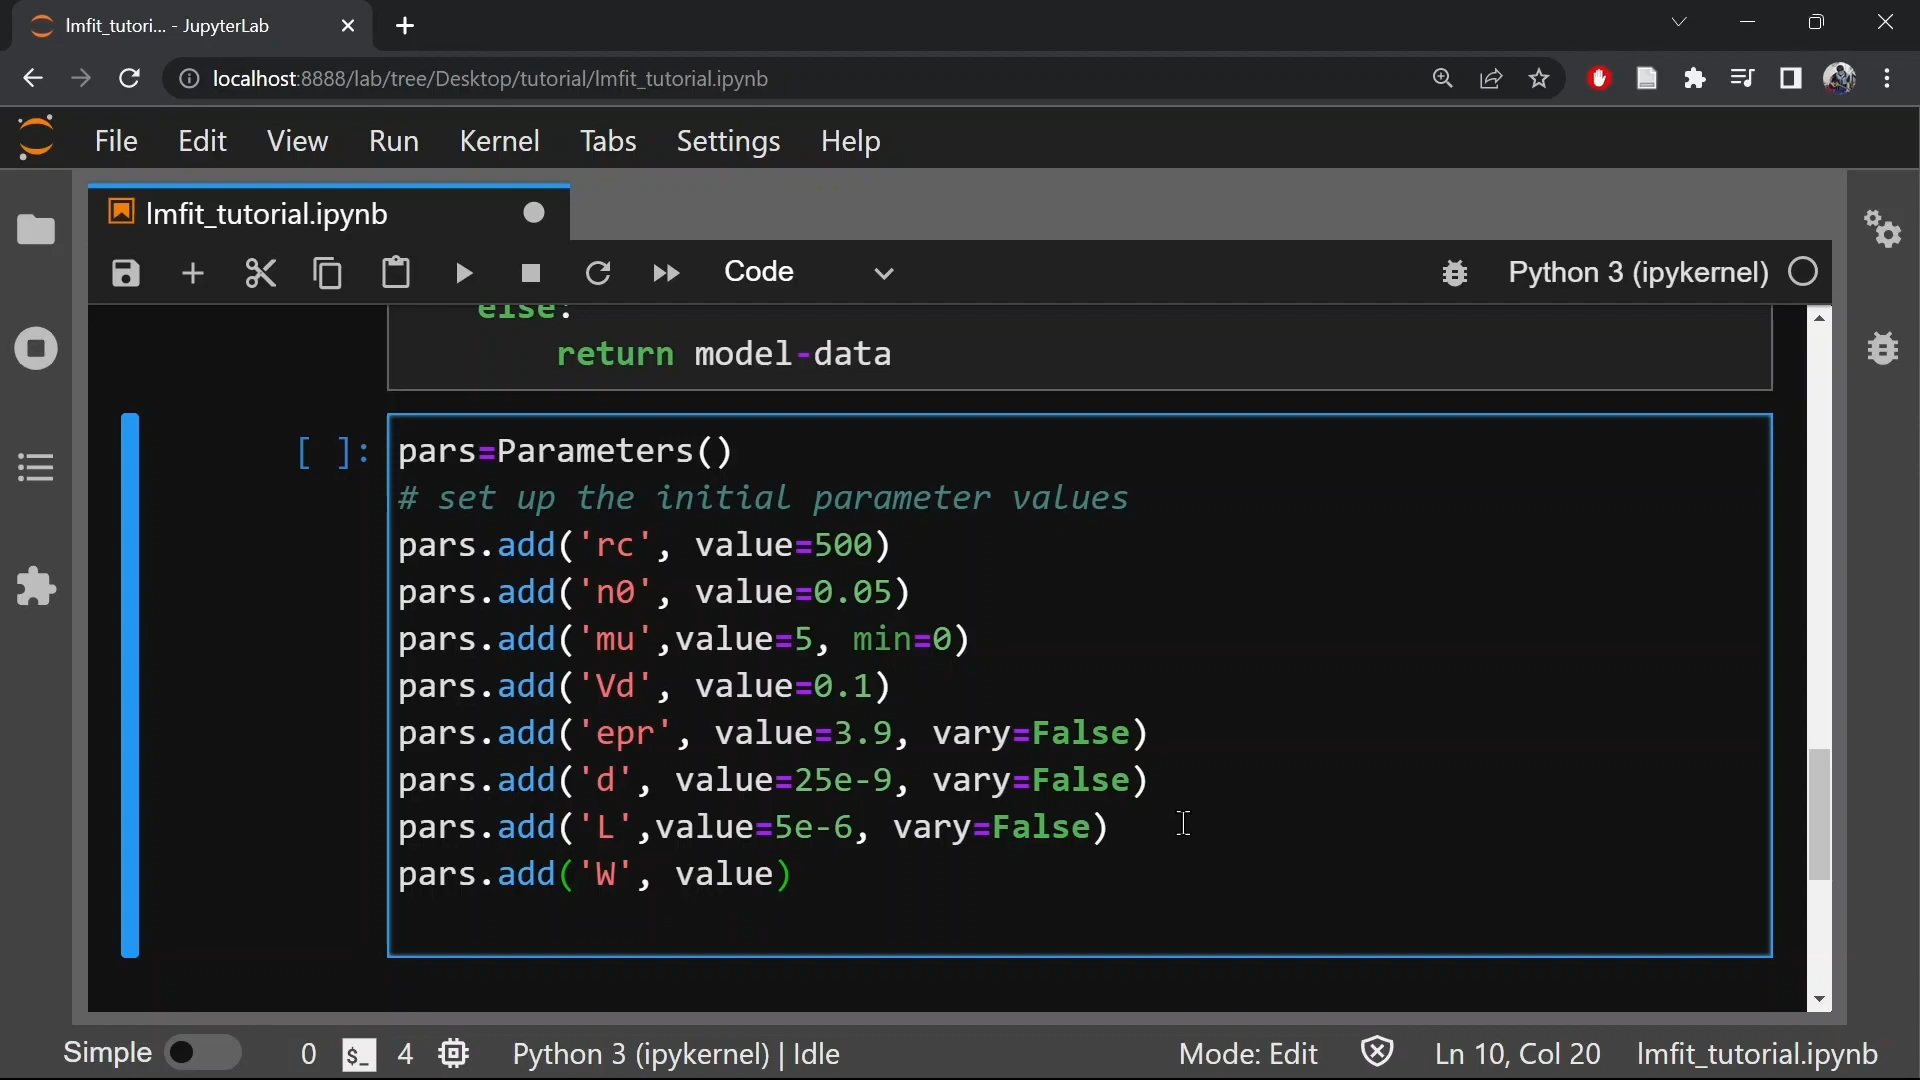 lmfit_tutori... - JupyterLab
localhost:8888/lab/tree/Desktop/tutorial/lmfit_tutorial.ipynb
File Edit View Run Kernel Tabs Settings Help
lmfit_tutorial.ipynb
Code
Python 3 (ipykernel)
else:
return model-data
[ ]:
pars=Parameters()
# set up the initial parameter values
pars.add('rc', value=500)
pars.add('n0', value=0.05)
pars.add('mu',value=5, min=0)
pars.add('Vd', value=0.1)
pars.add('epr', value=3.9, vary=False)
pars.add('d', value=25e-9, vary=False)
pars.add('L',value=5e-6, vary=False)
pars.add('W', value)
Simple 0 $_ 4 Python 3 (ipykernel) | Idle Mode: Edit Ln 10, Col 20 lmfit_tutorial.ipynb